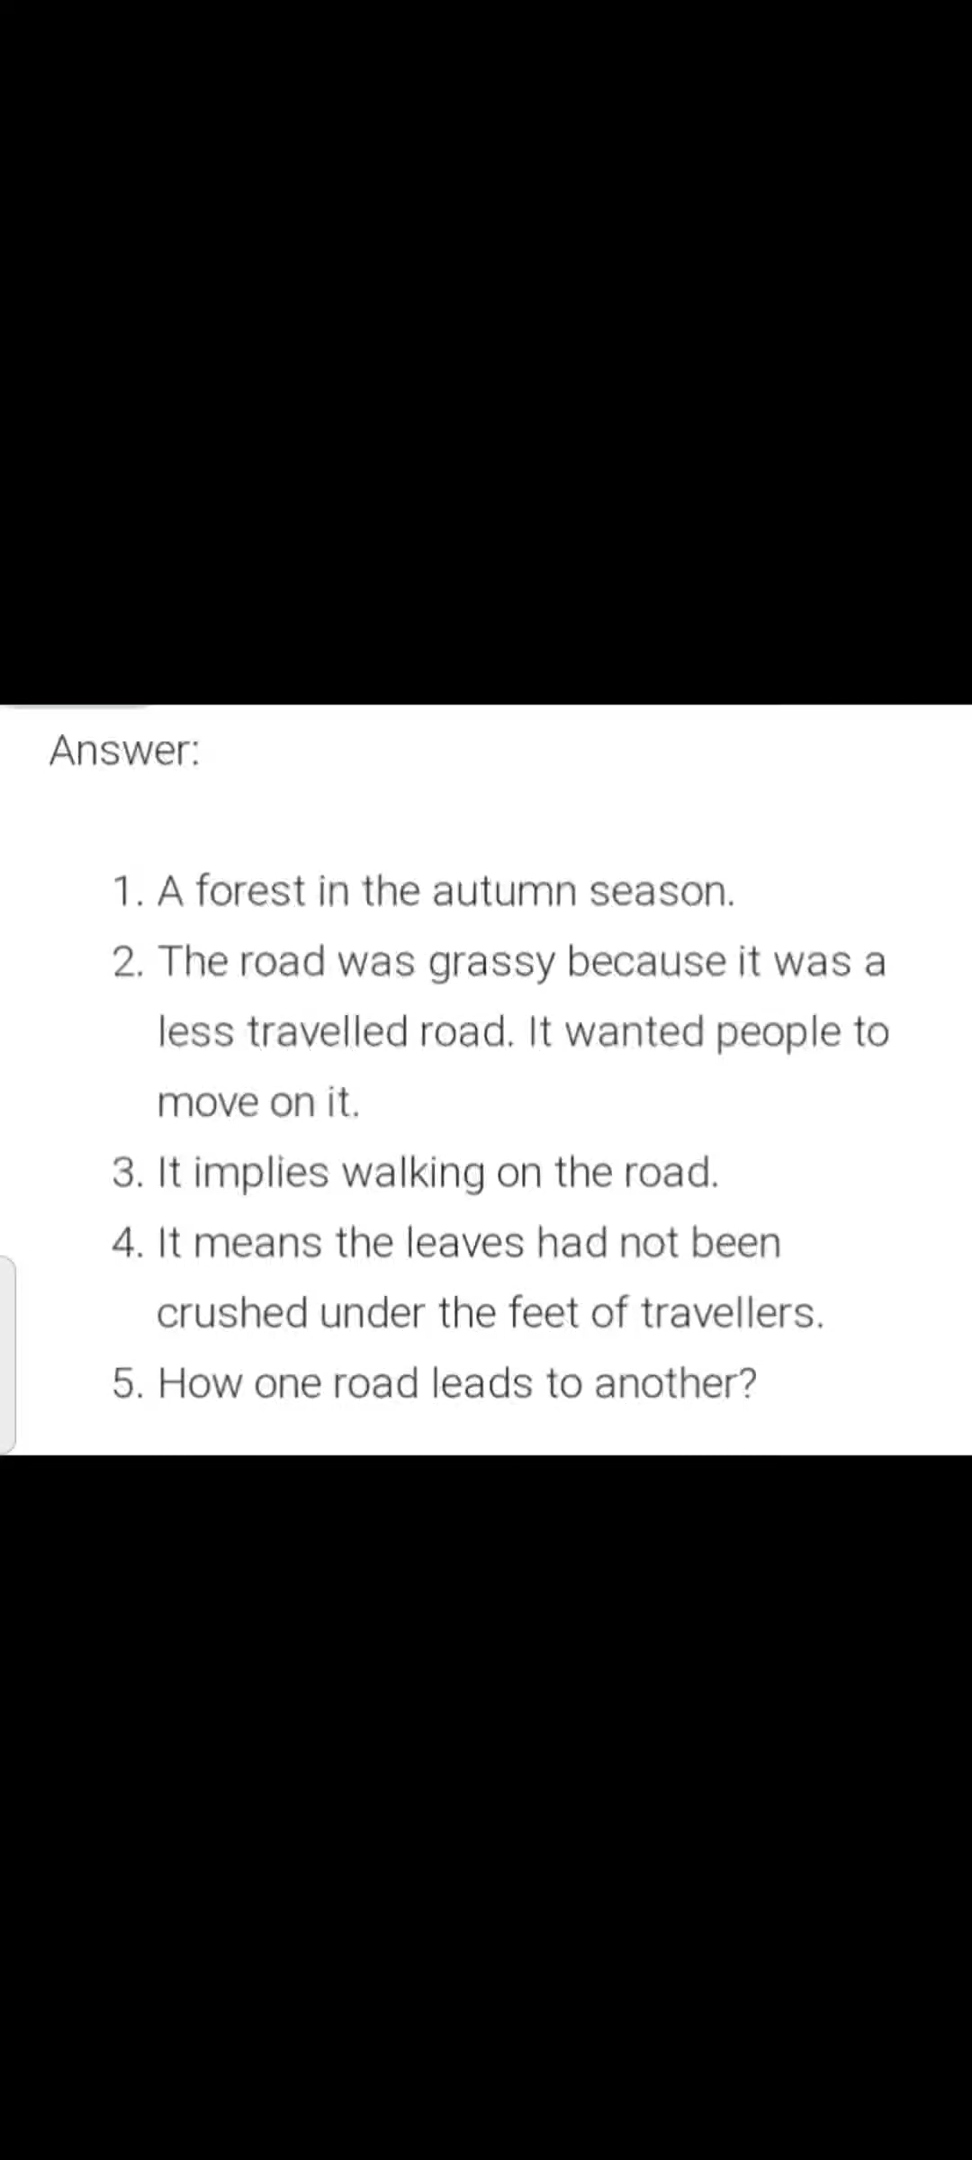 Answer:
1. A forest in the autumn season.
2. The road was grassy because it was a
less travelled road. It wanted people to
move on it.
3. It implies walking on the road.
4. It means the leaves had not been
crushed under the feet of travellers.
5. How one road leads to another?